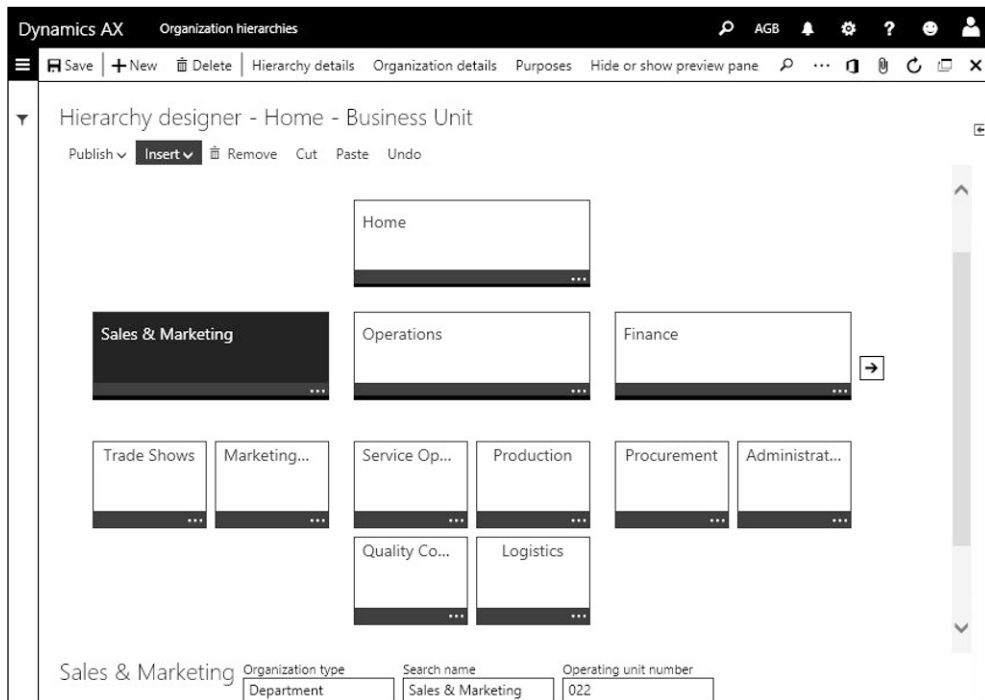 Dynamics AX Organization hierarchies AGB ?
Save New Delete Hierarchy details Organization details Purposes Hide or show preview pane ...
Hierarchy designer - Home - Business Unit
Publish Insert Remove Cut Paste Undo
Home
...
Sales & Marketing Operations Finance
... ... ...
Trade Shows Marketing... Service Op... Production Procurement Administrat...
... ... ... ... ... ...
Quality Co... Logistics
... ...
Sales & Marketing Organization type Search name Operating unit number
Department Sales & Marketing 022